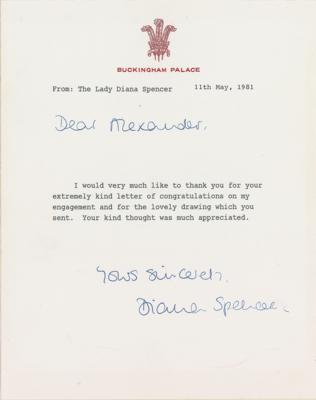 BUCKINGHAM PALACE
From: The Lady Diana Spencer 11th May, 1981
Dear Alexander,
I would very much like to thank you for your
extremely kind letter of congratulations on my
engagement and for the lovely drawing which you
sent. Your kind thought was much appreciated.
Yours sincerely,
Diana Spencer.